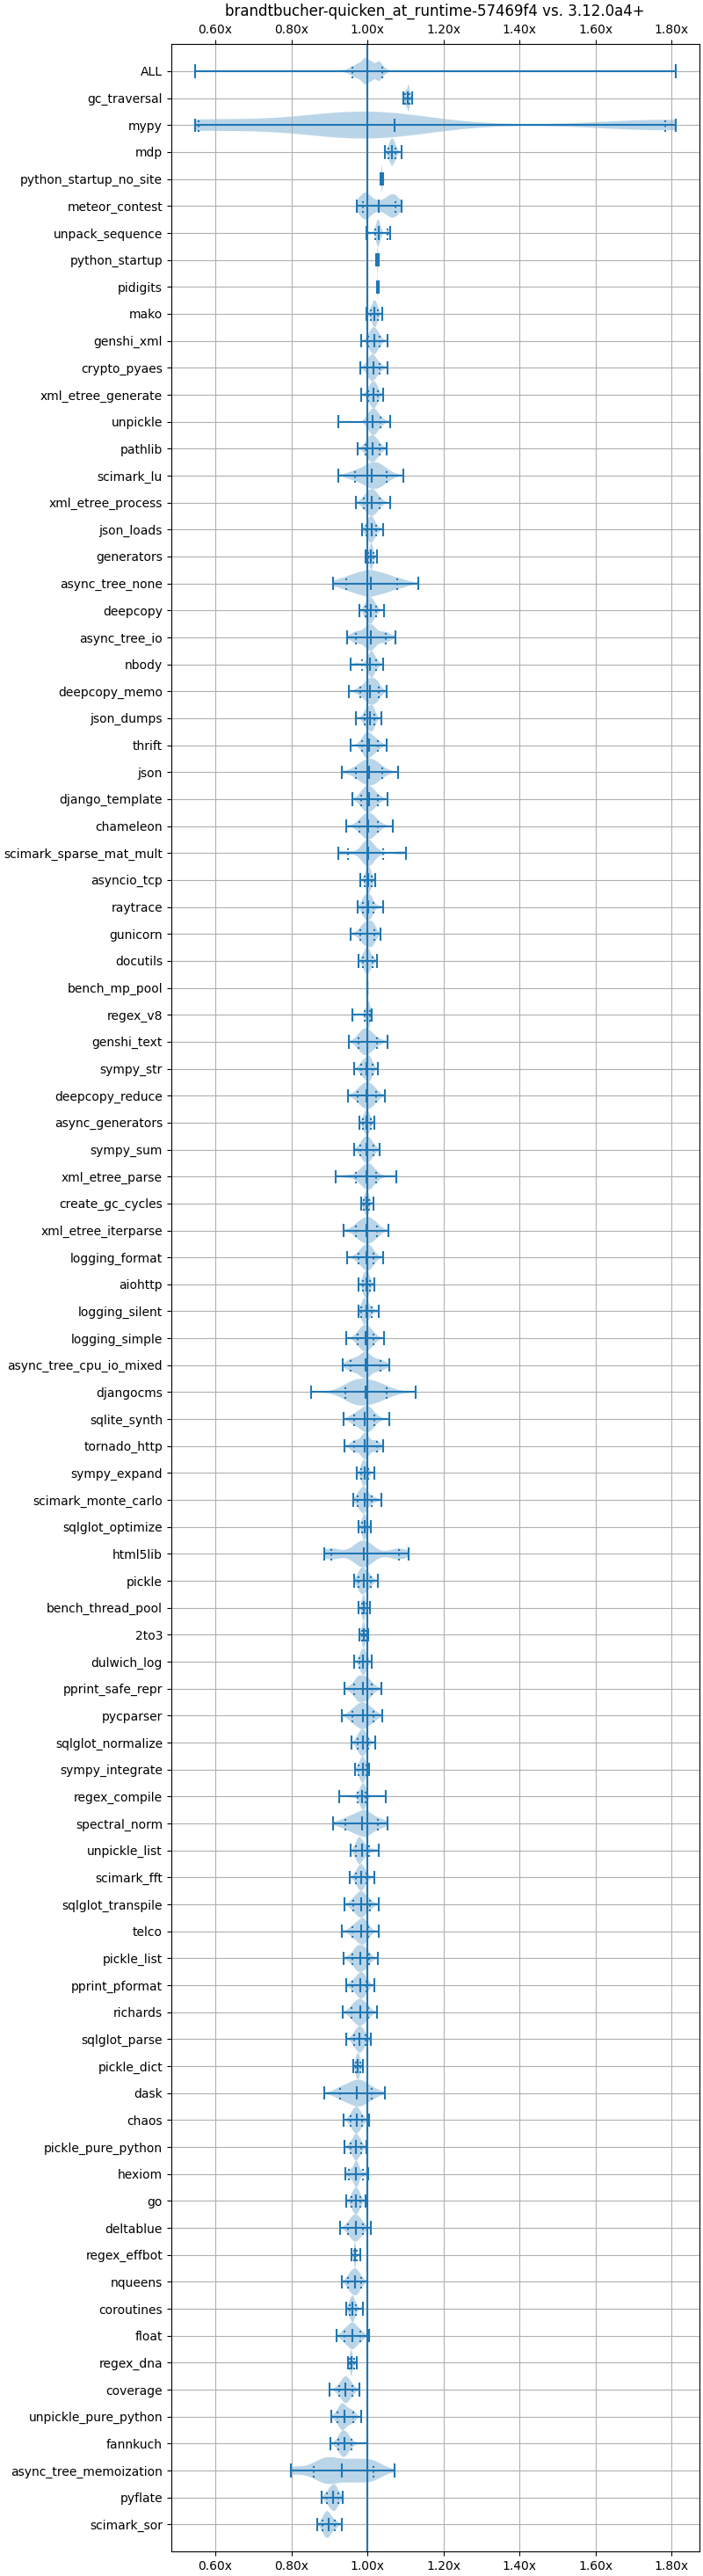 brandtbucher-quicken_at_runtime-57469f4 vs. 3.12.0a4+
0.60x 0.80x 1.00x 1.20x 1.40x 1.60x 1.80x
ALL
gc_traversal
mypy
mdp
python_startup_no_site
meteor_contest
unpack_sequence
python_startup
pidigits
mako
genshi_xml
crypto_pyaes
xml_etree_generate
unpickle
pathlib
scimark_lu
xml_etree_process
json_loads
generators
async_tree_none
deepcopy
async_tree_io
nbody
deepcopy_memo
json_dumps
thrift
json
django_template
chameleon
scimark_sparse_mat_mult
asyncio_tcp
raytrace
gunicorn
docutils
bench_mp_pool
regex_v8
genshi_text
sympy_str
deepcopy_reduce
async_generators
sympy_sum
xml_etree_parse
create_gc_cycles
xml_etree_iterparse
logging_format
aiohttp
logging_silent
logging_simple
async_tree_cpu_io_mixed
djangocms
sqlite_synth
tornado_http
sympy_expand
scimark_monte_carlo
sqlglot_optimize
html5lib
pickle
bench_thread_pool
2to3
dulwich_log
pprint_safe_repr
pycparser
sqlglot_normalize
sympy_integrate
regex_compile
spectral_norm
unpickle_list
scimark_fft
sqlglot_transpile
telco
pickle_list
pprint_pformat
richards
sqlglot_parse
pickle_dict
dask
chaos
pickle_pure_python
hexiom
go
deltablue
regex_effbot
nqueens
coroutines
float
regex_dna
coverage
unpickle_pure_python
fannkuch
async_tree_memoization
pyflate
scimark_sor
0.60x 0.80x 1.00x 1.20x 1.40x 1.60x 1.80x